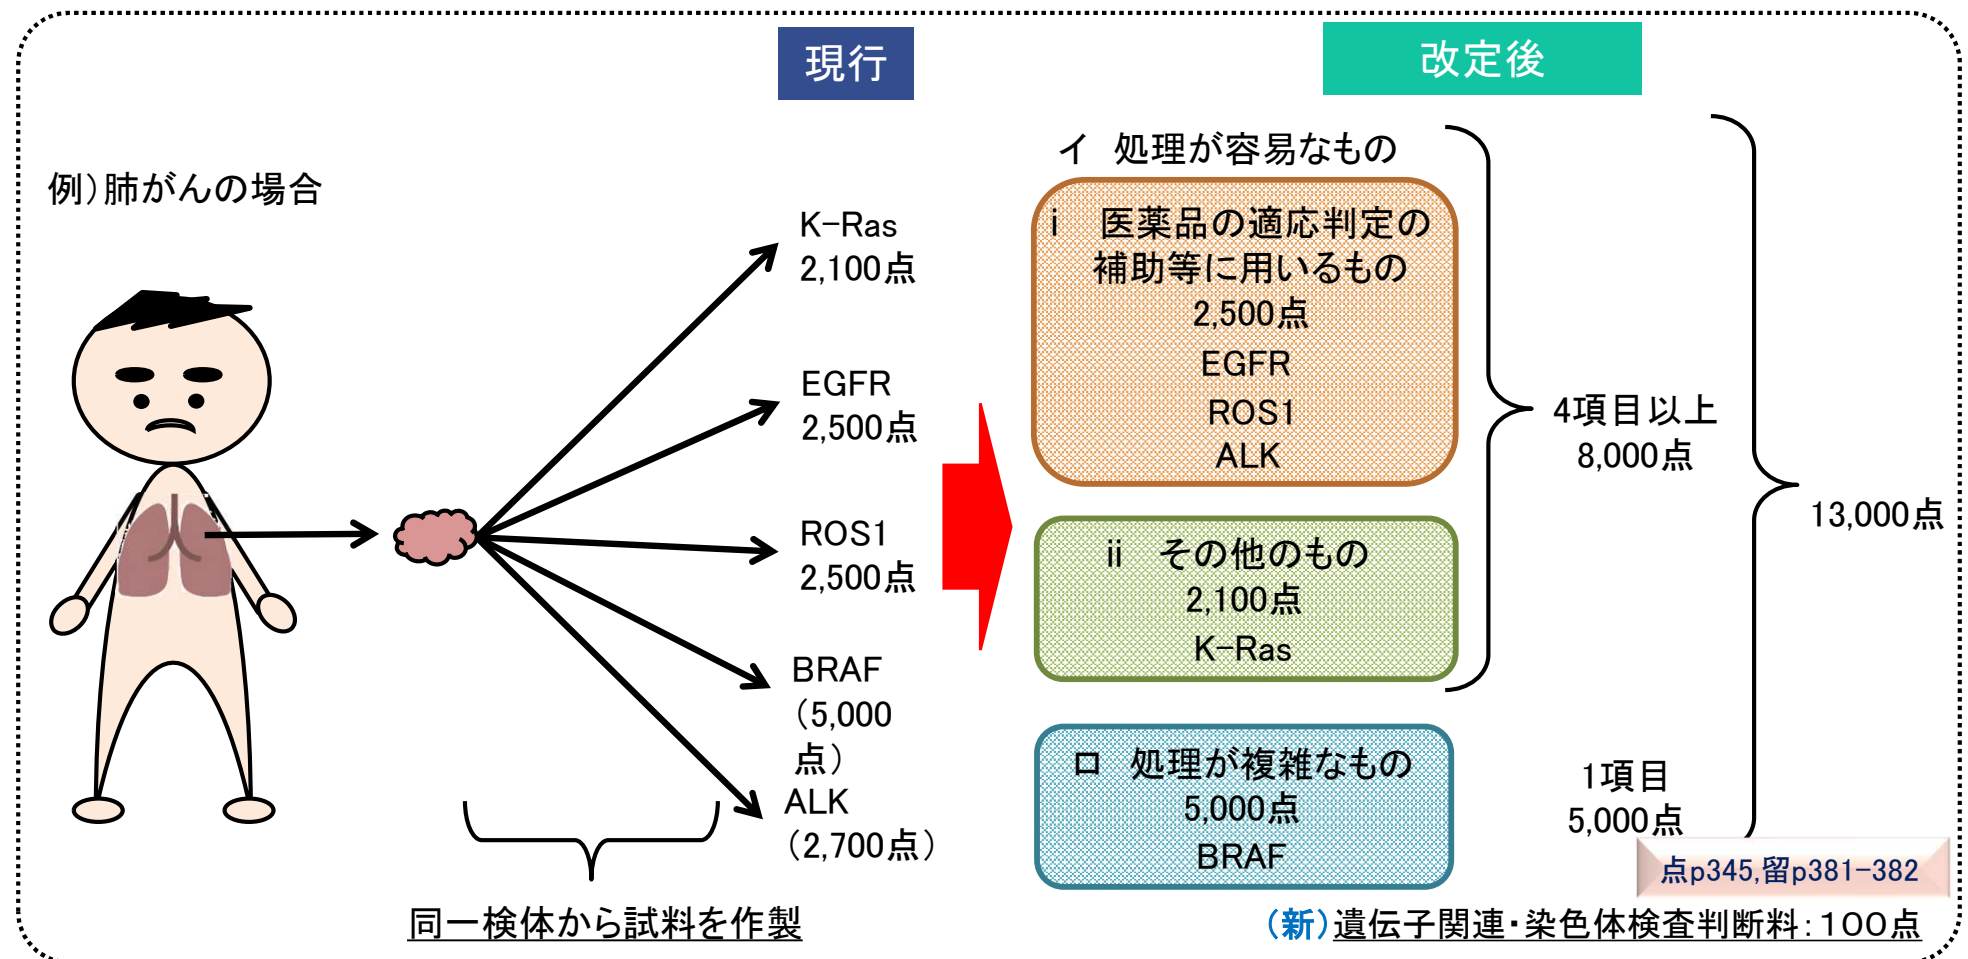 現行
改定後
例）肺がんの場合
K-Ras
2,100点
EGFR
2,500点
ROS1
2,500点
BRAF
（5,000
点）
ALK
（2,700点）
同一検体から試料を作製
イ　処理が容易なもの
ⅰ　医薬品の適応判定の
補助等に用いるもの
2,500点
EGFR
ROS1
ALK
ⅱ　その他のもの
2,100点
K-Ras
ロ　処理が複雑なもの
5,000点
BRAF
4項目以上
8,000点
1項目
5,000点
13,000点
点p345,留p381-382
（新）遺伝子関連・染色体検査判断料：１００点